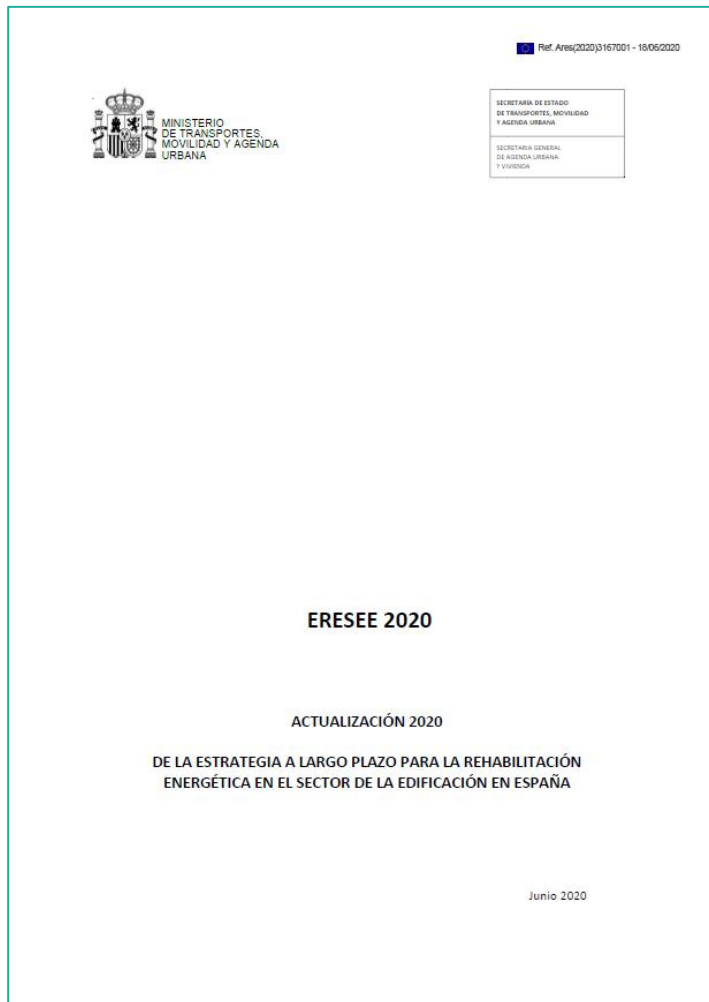 Ref. Ares(2020)3167001 - 18/06/2020
MINISTERIO
DE TRANSPORTES,
MOVILIDAD Y AGENDA
URBANA
SECRETARÍA DE ESTADO
DE TRANSPORTES, MOVILIDAD
Y AGENDA URBANA
SECRETARIA GENERAL
DE AGENDA URBANA
Y VIVIENDA
ERESEE 2020
ACTUALIZACIÓN 2020
DE LA ESTRATEGIA A LARGO PLAZO PARA LA REHABILITACIÓN
ENERGÉTICA EN EL SECTOR DE LA EDIFICACIÓN EN ESPAÑA
Junio 2020